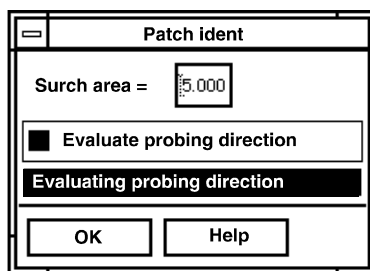 Patch ident
Surch area = 5.000
Evaluate probing direction
Evaluating probing direction
OK Help